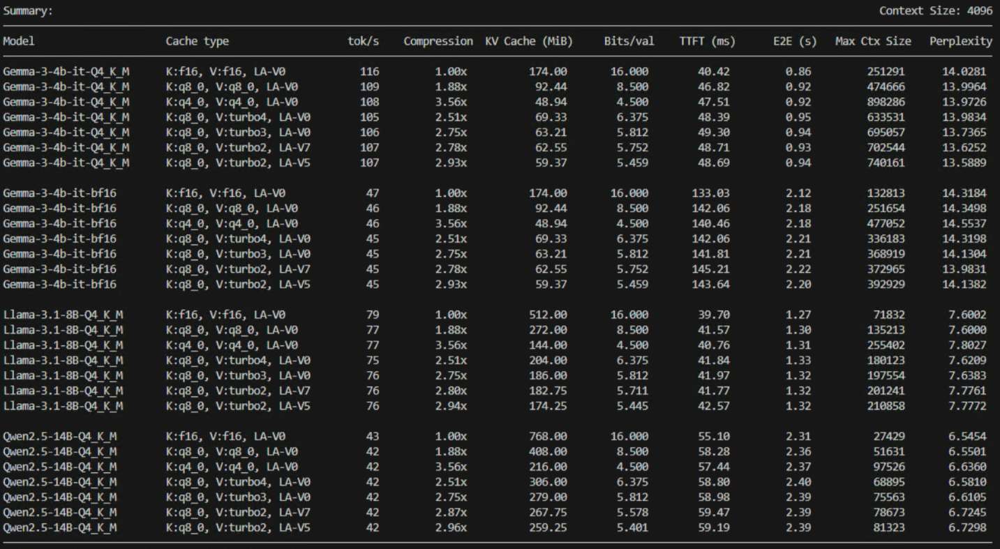 Summary: Context Size: 4096
Model Cache type tok/s Compression KV Cache (MiB) Bits/val TTFT (ms) E2E (s) Max Ctx Size Perplexity
Gemma-3-4b-it-Q4_K_M K:f16, V:f16, LA-V0 116 1.00x 174.00 16.000 40.42 0.86 251291 14.0281
Gemma-3-4b-it-Q4_K_M K:q8_0, V:q8_0, LA-V0 109 1.88x 92.44 8.500 46.82 0.92 474666 13.9964
Gemma-3-4b-it-Q4_K_M K:q4_0, V:q4_0, LA-V0 108 3.56x 48.94 4.500 47.51 0.92 898286 13.9726
Gemma-3-4b-it-Q4_K_M K:q8_0, V:turbo4, LA-V0 105 2.51x 69.33 6.375 48.39 0.95 633531 13.9834
Gemma-3-4b-it-Q4_K_M K:q8_0, V:turbo3, LA-V0 106 2.75x 63.21 5.812 49.30 0.94 695057 13.7365
Gemma-3-4b-it-Q4_K_M K:q8_0, V:turbo2, LA-V7 107 2.78x 62.55 5.752 48.71 0.93 702544 13.6252
Gemma-3-4b-it-Q4_K_M K:q8_0, V:turbo2, LA-V5 107 2.93x 59.37 5.459 48.69 0.94 740161 13.5889
Gemma-3-4b-it-bf16 K:f16, V:f16, LA-V0 47 1.00x 174.00 16.000 133.03 2.12 132813 14.3184
Gemma-3-4b-it-bf16 K:q8_0, V:q8_0, LA-V0 46 1.88x 92.44 8.500 142.06 2.18 251654 14.3498
Gemma-3-4b-it-bf16 K:q4_0, V:q4_0, LA-V0 46 3.56x 48.94 4.500 140.46 2.18 477052 14.5537
Gemma-3-4b-it-bf16 K:q8_0, V:turbo4, LA-V0 45 2.51x 69.33 6.375 142.06 2.21 336183 14.3198
Gemma-3-4b-it-bf16 K:q8_0, V:turbo3, LA-V0 45 2.75x 63.21 5.812 141.81 2.21 368919 14.1304
Gemma-3-4b-it-bf16 K:q8_0, V:turbo2, LA-V7 45 2.78x 62.55 5.752 145.21 2.22 372965 13.9831
Gemma-3-4b-it-bf16 K:q8_0, V:turbo2, LA-V5 45 2.93x 59.37 5.459 143.64 2.20 392929 14.1382
Llama-3.1-8B-Q4_K_M K:f16, V:f16, LA-V0 79 1.00x 512.00 16.000 39.70 1.27 71832 7.6002
Llama-3.1-8B-Q4_K_M K:q8_0, V:q8_0, LA-V0 77 1.88x 272.00 8.500 41.57 1.30 135213 7.6000
Llama-3.1-8B-Q4_K_M K:q4_0, V:q4_0, LA-V0 77 3.56x 144.00 4.500 40.76 1.31 255402 7.8027
Llama-3.1-8B-Q4_K_M K:q8_0, V:turbo4, LA-V0 75 2.51x 204.00 6.375 41.84 1.33 180123 7.6209
Llama-3.1-8B-Q4_K_M K:q8_0, V:turbo3, LA-V0 76 2.75x 186.00 5.812 41.97 1.32 197554 7.6383
Llama-3.1-8B-Q4_K_M K:q8_0, V:turbo2, LA-V7 76 2.80x 182.75 5.711 41.77 1.32 201241 7.7761
Llama-3.1-8B-Q4_K_M K:q8_0, V:turbo2, LA-V5 76 2.94x 174.25 5.445 42.57 1.32 210858 7.7772
Qwen2.5-14B-Q4_K_M K:f16, V:f16, LA-V0 43 1.00x 768.00 16.000 55.10 2.31 27429 6.5454
Qwen2.5-14B-Q4_K_M K:q8_0, V:q8_0, LA-V0 42 1.88x 408.00 8.500 58.28 2.36 51631 6.5501
Qwen2.5-14B-Q4_K_M K:q4_0, V:q4_0, LA-V0 42 3.56x 216.00 4.500 57.44 2.37 97526 6.6360
Qwen2.5-14B-Q4_K_M K:q8_0, V:turbo4, LA-V0 42 2.51x 306.00 6.375 58.80 2.40 68895 6.5810
Qwen2.5-14B-Q4_K_M K:q8_0, V:turbo3, LA-V0 42 2.75x 279.00 5.812 58.98 2.39 75563 6.6105
Qwen2.5-14B-Q4_K_M K:q8_0, V:turbo2, LA-V7 42 2.87x 267.75 5.578 59.47 2.39 78673 6.7245
Qwen2.5-14B-Q4_K_M K:q8_0, V:turbo2, LA-V5 42 2.96x 259.25 5.401 59.19 2.39 81323 6.7298